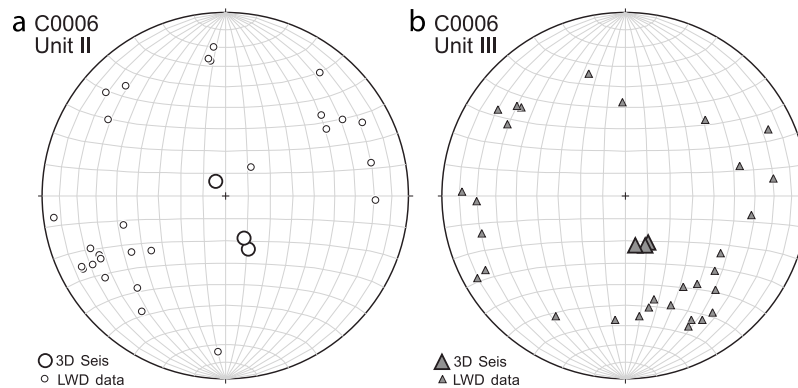 a C0006
Unit II
3D Seis
LWD data
b C0006
Unit III
3D Seis
LWD data